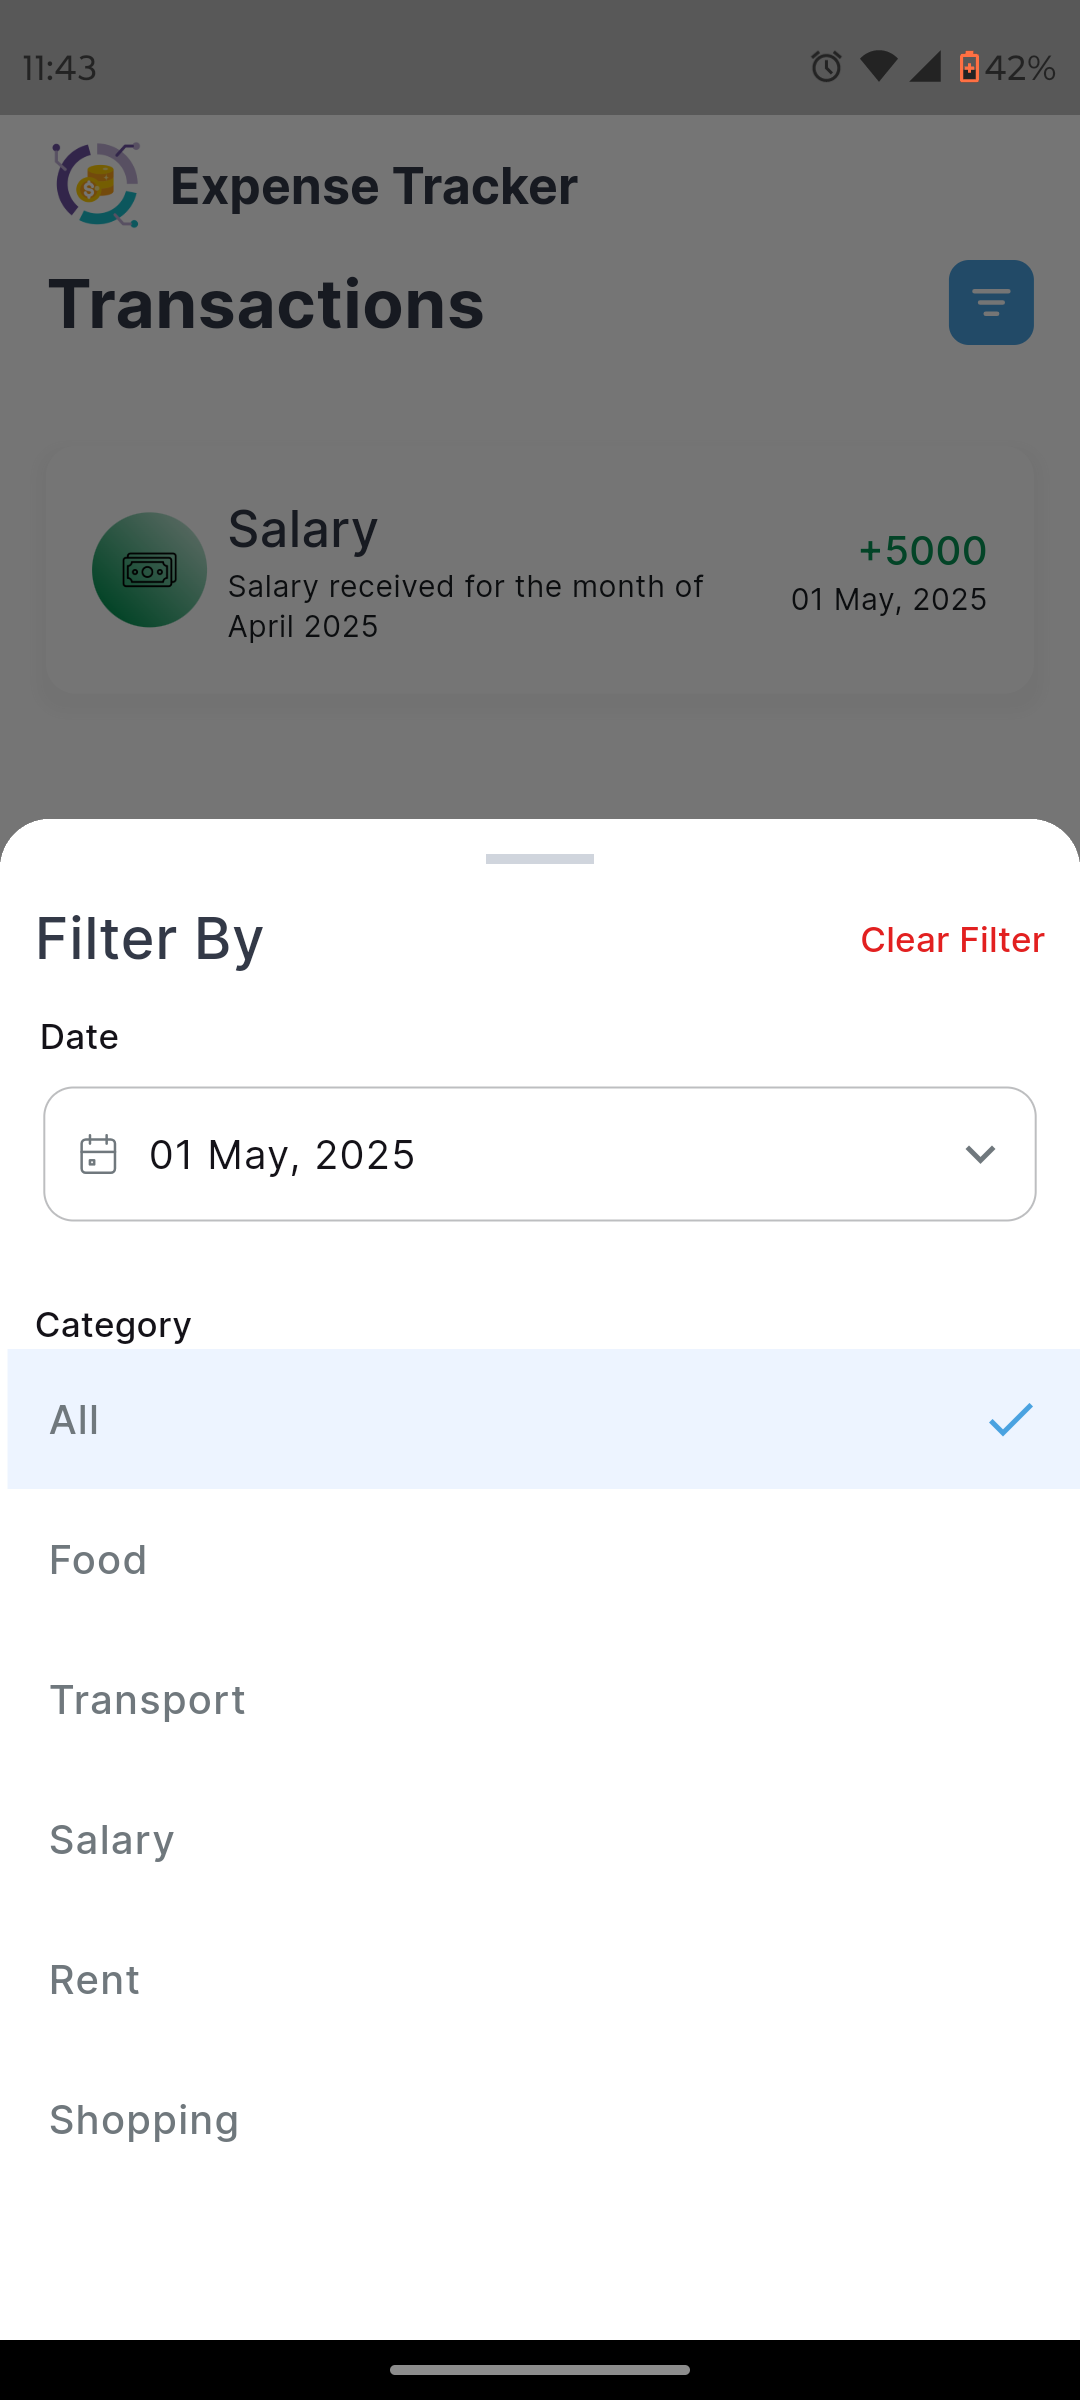 11:43
42%
Expense Tracker
Transactions
Salary
Salary received for the month of
April 2025
+5000
01 May, 2025
Filter By
Clear Filter
Date
01 May, 2025
Category
All
Food
Transport
Salary
Rent
Shopping